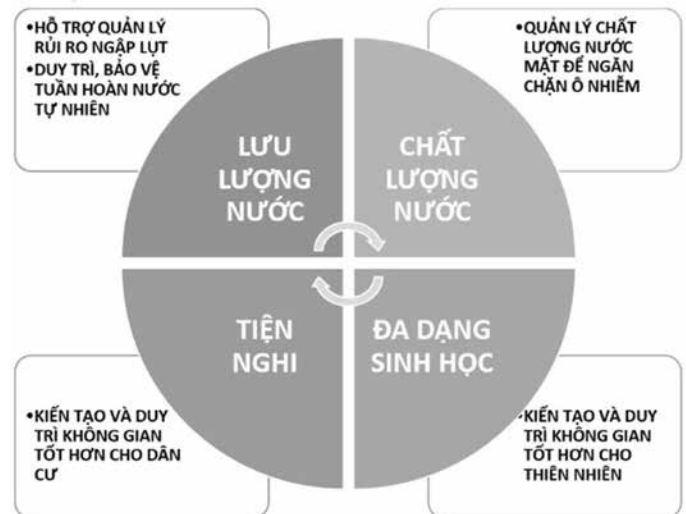 •HỖ TRỢ QUẢN LÝ
RỦI RO NGẬP LỤT
•DUY TRÌ, BẢO VỆ
TUẦN HOÀN NƯỚC
TỰ NHIÊN
•QUẢN LÝ CHẤT
LƯỢNG NƯỚC
MẶT ĐỂ NGĂN
CHẶN Ô NHIỄM
LƯU
LƯỢNG
NƯỚC
CHẤT
LƯỢNG
NƯỚC
TIỆN
NGHI
ĐA DẠNG
SINH HỌC
•KIẾN TẠO VÀ DUY
TRÌ KHÔNG GIAN
TỐT HƠN CHO DÂN
CƯ
•KIẾN TẠO VÀ DUY
TRÌ KHÔNG GIAN
TỐT HƠN CHO
THIÊN NHIÊN